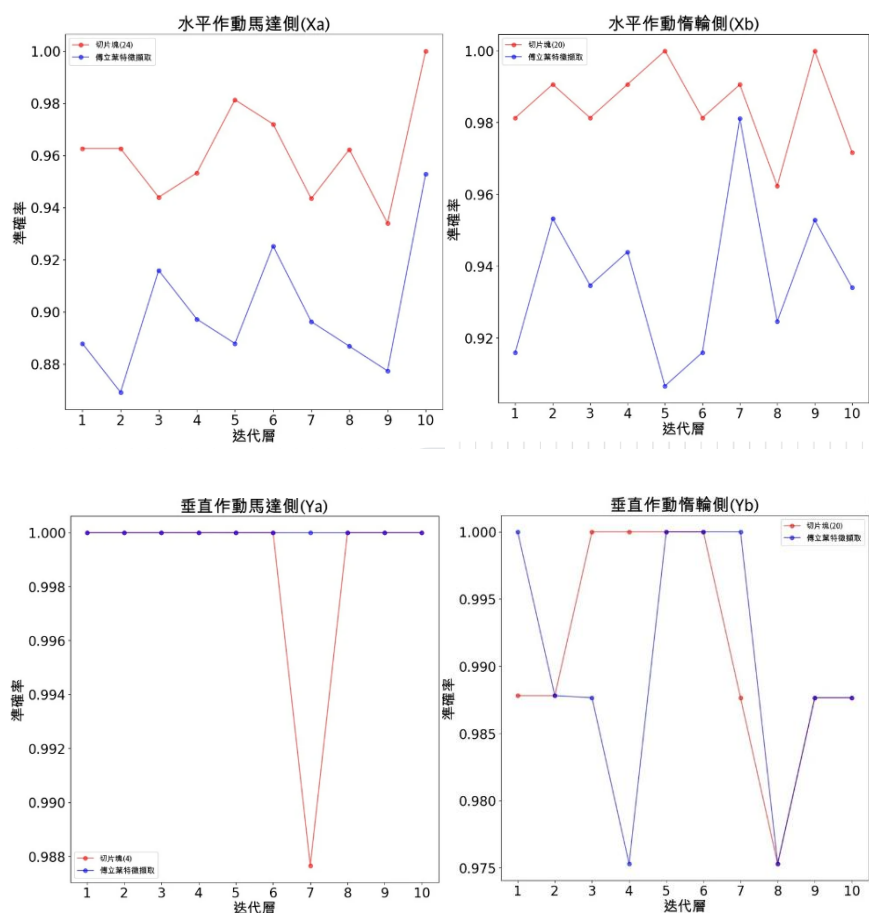 水平作動馬達側(Xa)
切片塊(24)
傅立葉特徵擷取
1.00
0.98
0.96
0.94
0.92
0.90
0.88
準確率
1 2 3 4 5 6 7 8 9 10
迭代層
水平作動惰輪側(Xb)
切片塊(20)
傅立葉特徵擷取
1.00
0.98
0.96
0.94
0.92
準確率
1 2 3 4 5 6 7 8 9 10
迭代層
垂直作動馬達側(Ya)
1.000
0.998
0.996
0.994
0.992
0.990
0.988
準確率
切片塊(4)
傅立葉特徵擷取
1 2 3 4 5 6 7 8 9 10
迭代層
垂直作動惰輪側(Yb)
切片塊(20)
傅立葉特徵擷取
1.000
0.995
0.990
0.985
0.980
0.975
準確率
1 2 3 4 5 6 7 8 9 10
迭代層